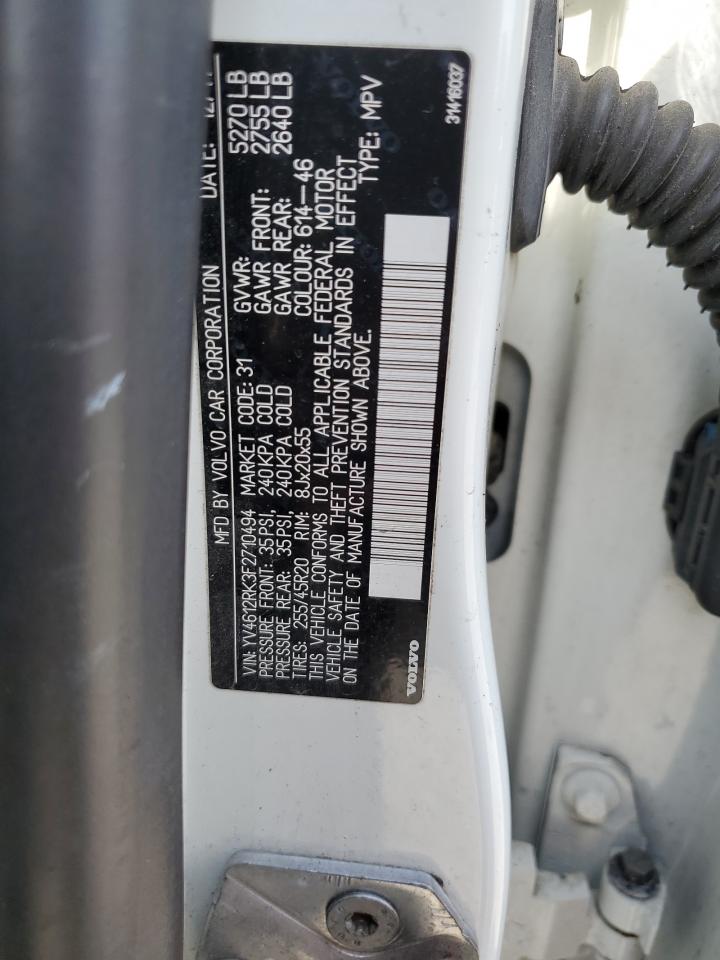 MFD BY VOLVO CAR CORPORATION DATE:
VIN: YV4612RK3F2710494 MARKET CODE: 31 GVWR: 5270 LB
PRESSURE FRONT: 35PSI, 240KPA COLD GAWR FRONT: 2755 LB
PRESSURE REAR: 35PSI, 240KPA COLD GAWR REAR: 2640 LB
TIRES: 255/45R20 RIM: 8Jx20x55 COLOUR: 614-46
THIS VEHICLE CONFORMS TO ALL APPLICABLE FEDERAL MOTOR
VEHICLE SAFETY AND THEFT PREVENTION STANDARDS IN EFFECT
ON THE DATE OF MANUFACTURE SHOWN ABOVE. TYPE: MPV
VOLVO 31416037